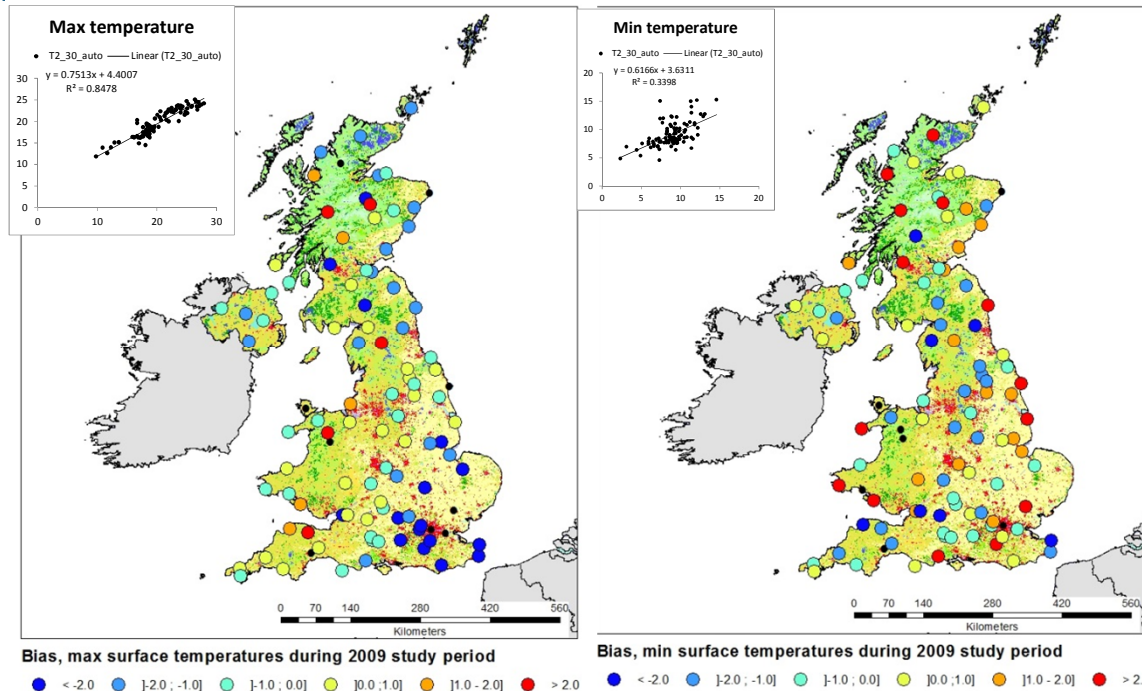 Max temperature
• T2_30_auto — Linear (T2_30_auto)
y = 0.7513x + 4.4007
R² = 0.8478
30
25
20
15
10
5
0
0 10 20 30
0 70 140 280 420 560
Kilometers
Bias, max surface temperatures during 2009 study period
< -2.0 ]-2.0 ; -1.0] ]-1.0 ; 0.0] ]0.0 ;1.0] ]1.0 - 2.0] > 2.0
Min temperature
• T2_30_auto — Linear (T2_30_auto)
y = 0.6166x + 3.6311
R² = 0.3398
20
15
10
5
0
0 5 10 15 20
0 70 140 280 420 560
Kilometers
Bias, min surface temperatures during 2009 study period
< -2.0 ]-2.0 ; -1.0] ]-1.0 ; 0.0] ]0.0 ;1.0] ]1.0 - 2.0] > 2